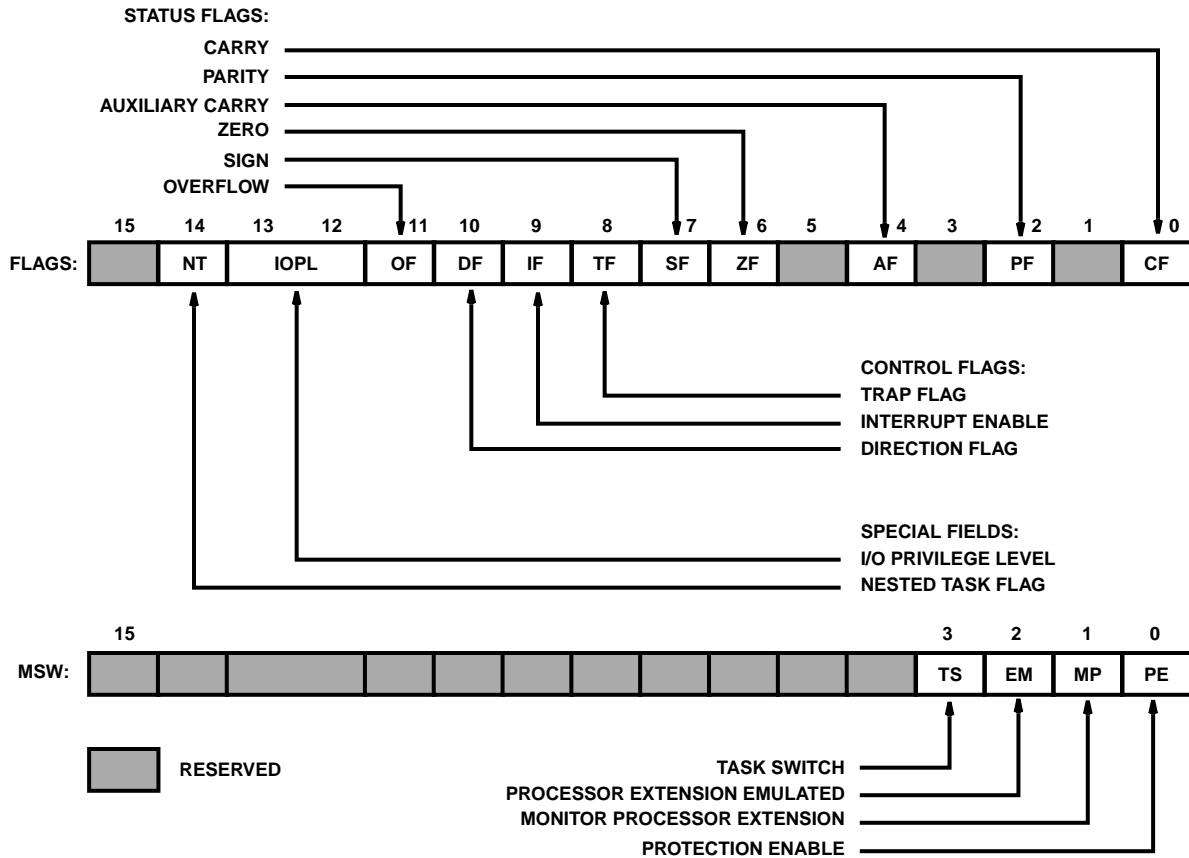 STATUS FLAGS:
CARRY
PARITY
AUXILIARY CARRY
ZERO
SIGN
OVERFLOW
15 14 13 12 11 10 9 8 7 6 5 4 3 2 1 0
FLAGS: NT IOPL OF DF IF TF SF ZF AF PF CF
CONTROL FLAGS:
TRAP FLAG
INTERRUPT ENABLE
DIRECTION FLAG
SPECIAL FIELDS:
I/O PRIVILEGE LEVEL
NESTED TASK FLAG
15 3 2 1 0
MSW: TS EM MP PE
RESERVED
TASK SWITCH
PROCESSOR EXTENSION EMULATED
MONITOR PROCESSOR EXTENSION
PROTECTION ENABLE